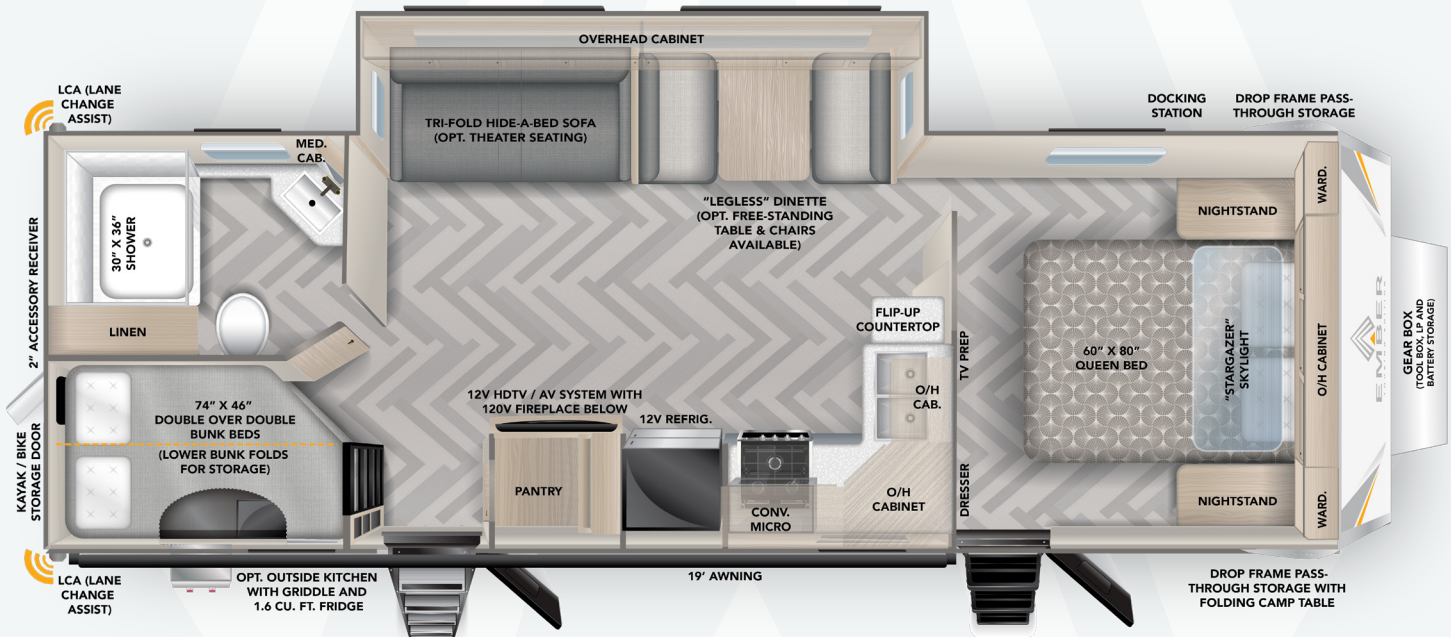 OVERHEAD CABINET
LCA (LANE
CHANGE
ASSIST)
TRI-FOLD HIDE-A-BED SOFA
(OPT. THEATER SEATING)
DOCKING
STATION
DROP FRAME PASS-
THROUGH STORAGE
MED.
CAB.
"LEGLESS" DINETTE
(OPT. FREE-STANDING
TABLE & CHAIRS
AVAILABLE)
NIGHTSTAND
WARD.
30" X 36"
SHOWER
2" ACCESSORY RECEIVER
LINEN
FLIP-UP
COUNTERTOP
TV PREP
60" X 80"
QUEEN BED
"STARGAZER"
SKYLIGHT
O/H CABINET
EMBER
GEAR BOX
(TOOL BOX, LP AND
BATTERY STORAGE)
74" X 46"
DOUBLE OVER DOUBLE
BUNK BEDS
(LOWER BUNK FOLDS
FOR STORAGE)
KAYAK / BIKE
STORAGE DOOR
12V HDTV / AV SYSTEM WITH
120V FIREPLACE BELOW
12V REFRIG.
O/H
CAB.
PANTRY
CONV.
MICRO
O/H
CABINET
DRESSER
NIGHTSTAND
WARD.
LCA (LANE
CHANGE
ASSIST)
OPT. OUTSIDE KITCHEN
WITH GRIDDLE AND
1.6 CU. FT. FRIDGE
19' AWNING
DROP FRAME PASS-
THROUGH STORAGE WITH
FOLDING CAMP TABLE